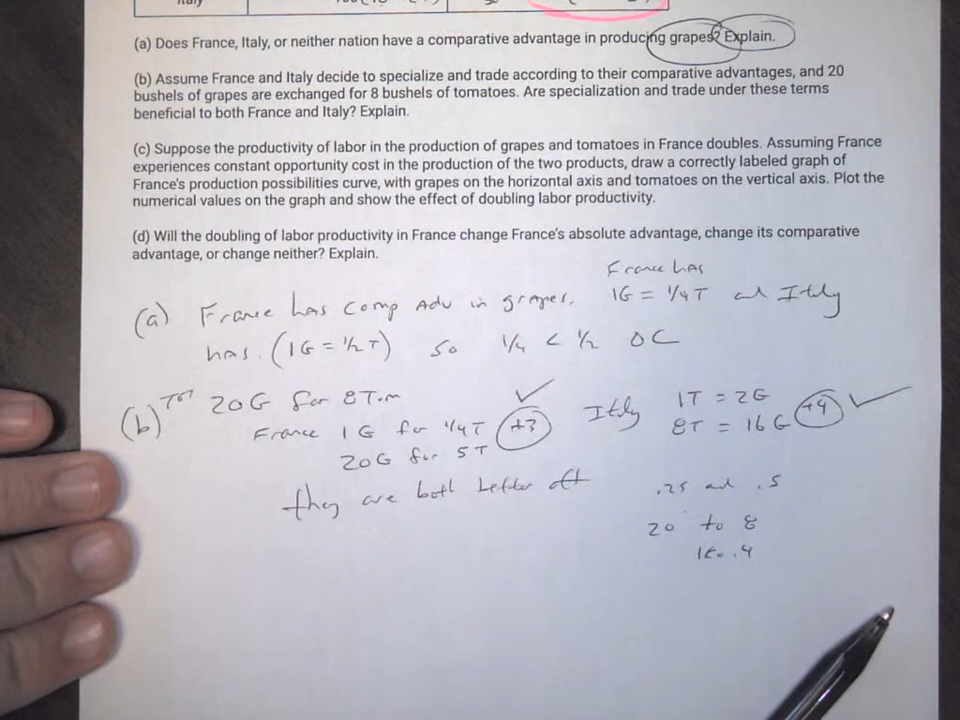 Italy
(a) Does France, Italy, or neither nation have a comparative advantage in producing grapes? Explain.
(b) Assume France and Italy decide to specialize and trade according to their comparative advantages, and 20
bushels of grapes are exchanged for 8 bushels of tomatoes. Are specialization and trade under these terms
beneficial to both France and Italy? Explain.
(c) Suppose the productivity of labor in the production of grapes and tomatoes in France doubles. Assuming France
experiences constant opportunity cost in the production of the two products, draw a correctly labeled graph of
France's production possibilities curve, with grapes on the horizontal axis and tomatoes on the vertical axis. Plot the
numerical values on the graph and show the effect of doubling labor productivity.
(d) Will the doubling of labor productivity in France change France's absolute advantage, change its comparative
advantage, or change neither? Explain.
France has
(a) France has Comp Adv in grapes. 1G = 1/4T and Italy
has (1G = 1/2T) so 1/4 < 1/2 OC
(b) TOT 20G for 8Tom
France 1G for 1/4T +3 Italy 1T = 2G
20G for 5T 8T = 16G +4
they are both better off
.25 and .5
20 to 8
1 to .4